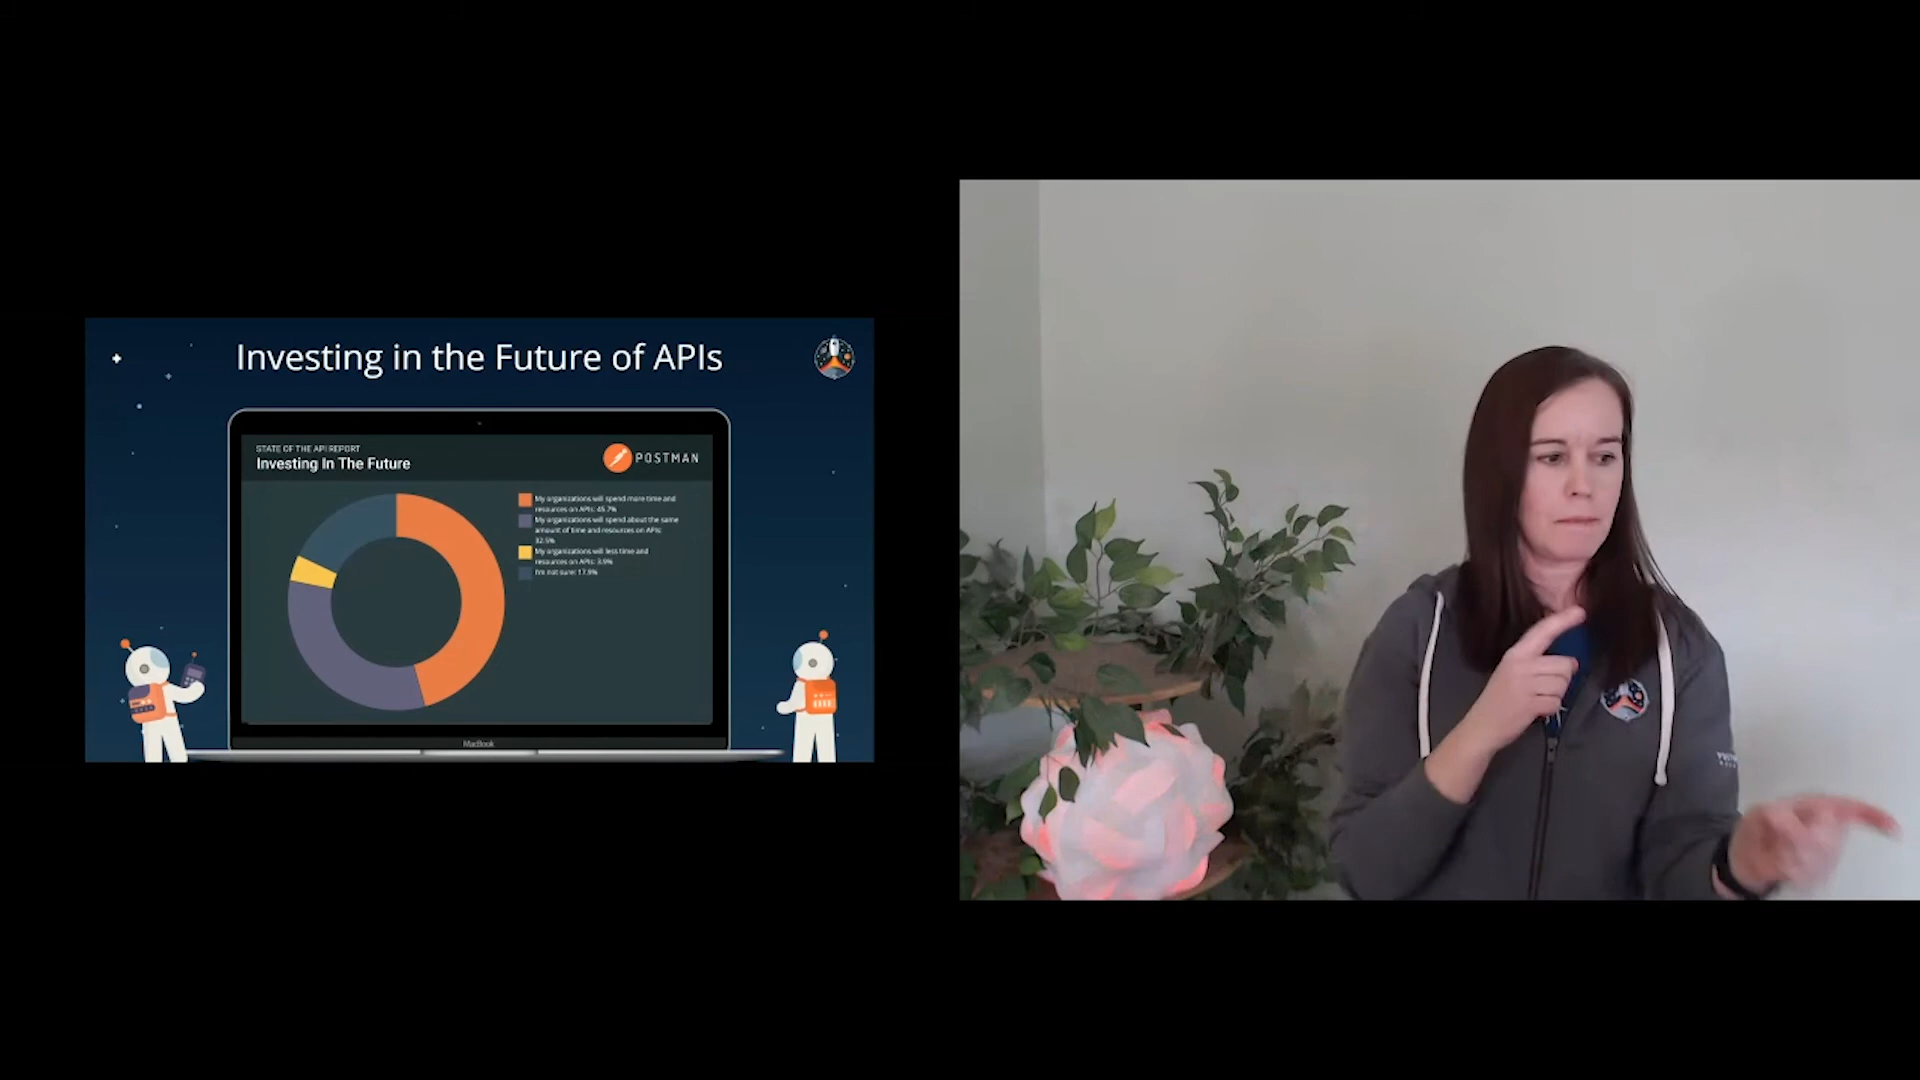 Investing in the Future of APIs
STATE OF THE API REPORT
Investing In The Future
POSTMAN
My organizations will spend more time and
resources on APIs: 45.7%
My organizations will spend about the same
amount of time and resources on APIs:
32.5%
My organizations will less time and
resources on APIs: 3.9%
I'm not sure: 17.9%
MacBook